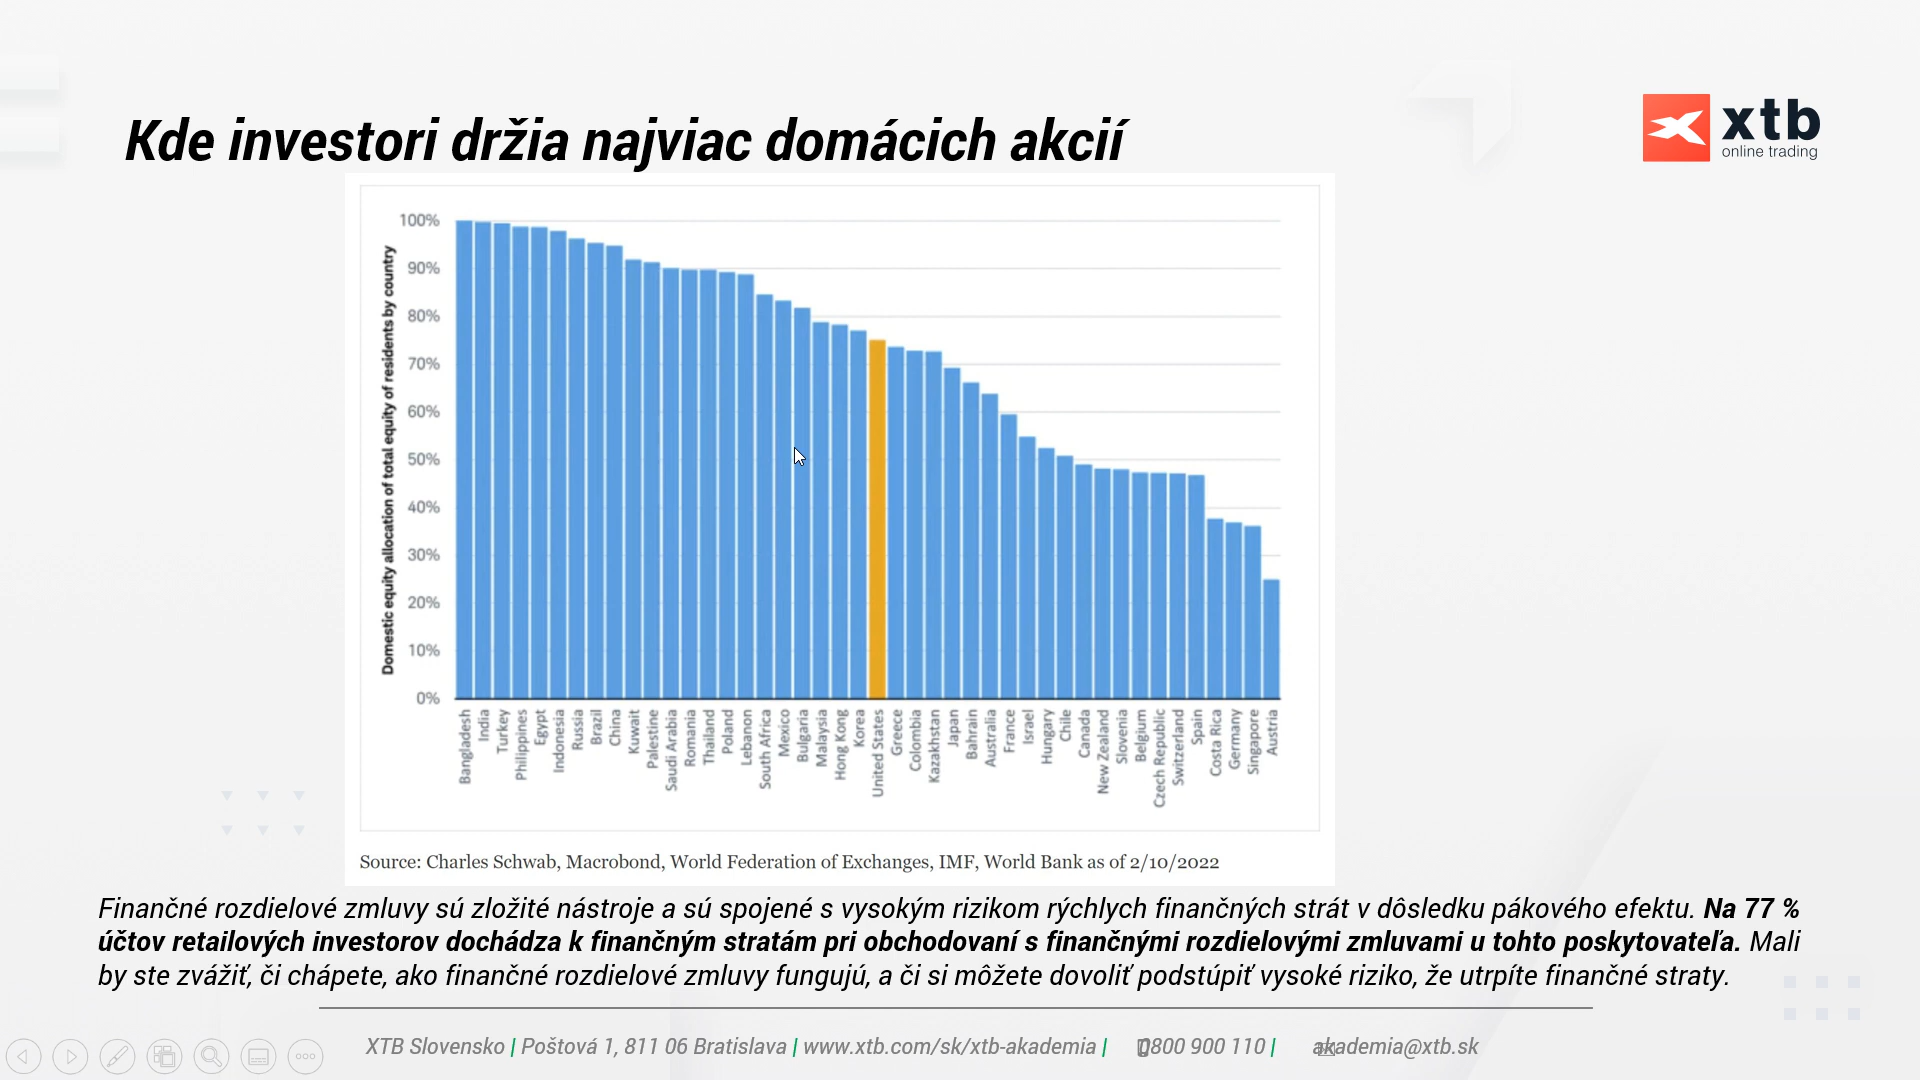 Kde investori držia najviac domácich akcií
xtb
online trading
Domestic equity allocation of total equity of residents by country
100%
90%
80%
70%
60%
50%
40%
30%
20%
10%
0%
Bangladesh
India
Turkey
Philippines
Egypt
Indonesia
Russia
Brazil
China
Kuwait
Palestine
Saudi Arabia
Romania
Thailand
Poland
Lebanon
South Africa
Mexico
Bulgaria
Malaysia
Hong Kong
Korea
United States
Greece
Colombia
Kazakhstan
Japan
Bahrain
Australia
France
Israel
Hungary
Chile
Canada
New Zealand
Slovenia
Belgium
Czech Republic
Switzerland
Spain
Costa Rica
Germany
Singapore
Austria
Source: Charles Schwab, Macrobond, World Federation of Exchanges, IMF, World Bank as of 2/10/2022
Finančné rozdielové zmluvy sú zložité nástroje a sú spojené s vysokým rizikom rýchlych finančných strát v dôsledku pákového efektu. Na 77 %
účtov retailových investorov dochádza k finančným stratám pri obchodovaní s finančnými rozdielovými zmluvami u tohto poskytovateľa. Mali
by ste zvážiť, či chápete, ako finančné rozdielové zmluvy fungujú, a či si môžete dovoliť podstúpiť vysoké riziko, že utrpíte finančné straty.
XTB Slovensko | Poštová 1, 811 06 Bratislava | www.xtb.com/sk/xtb-akademia | 0800 900 110 | akademia@xtb.sk